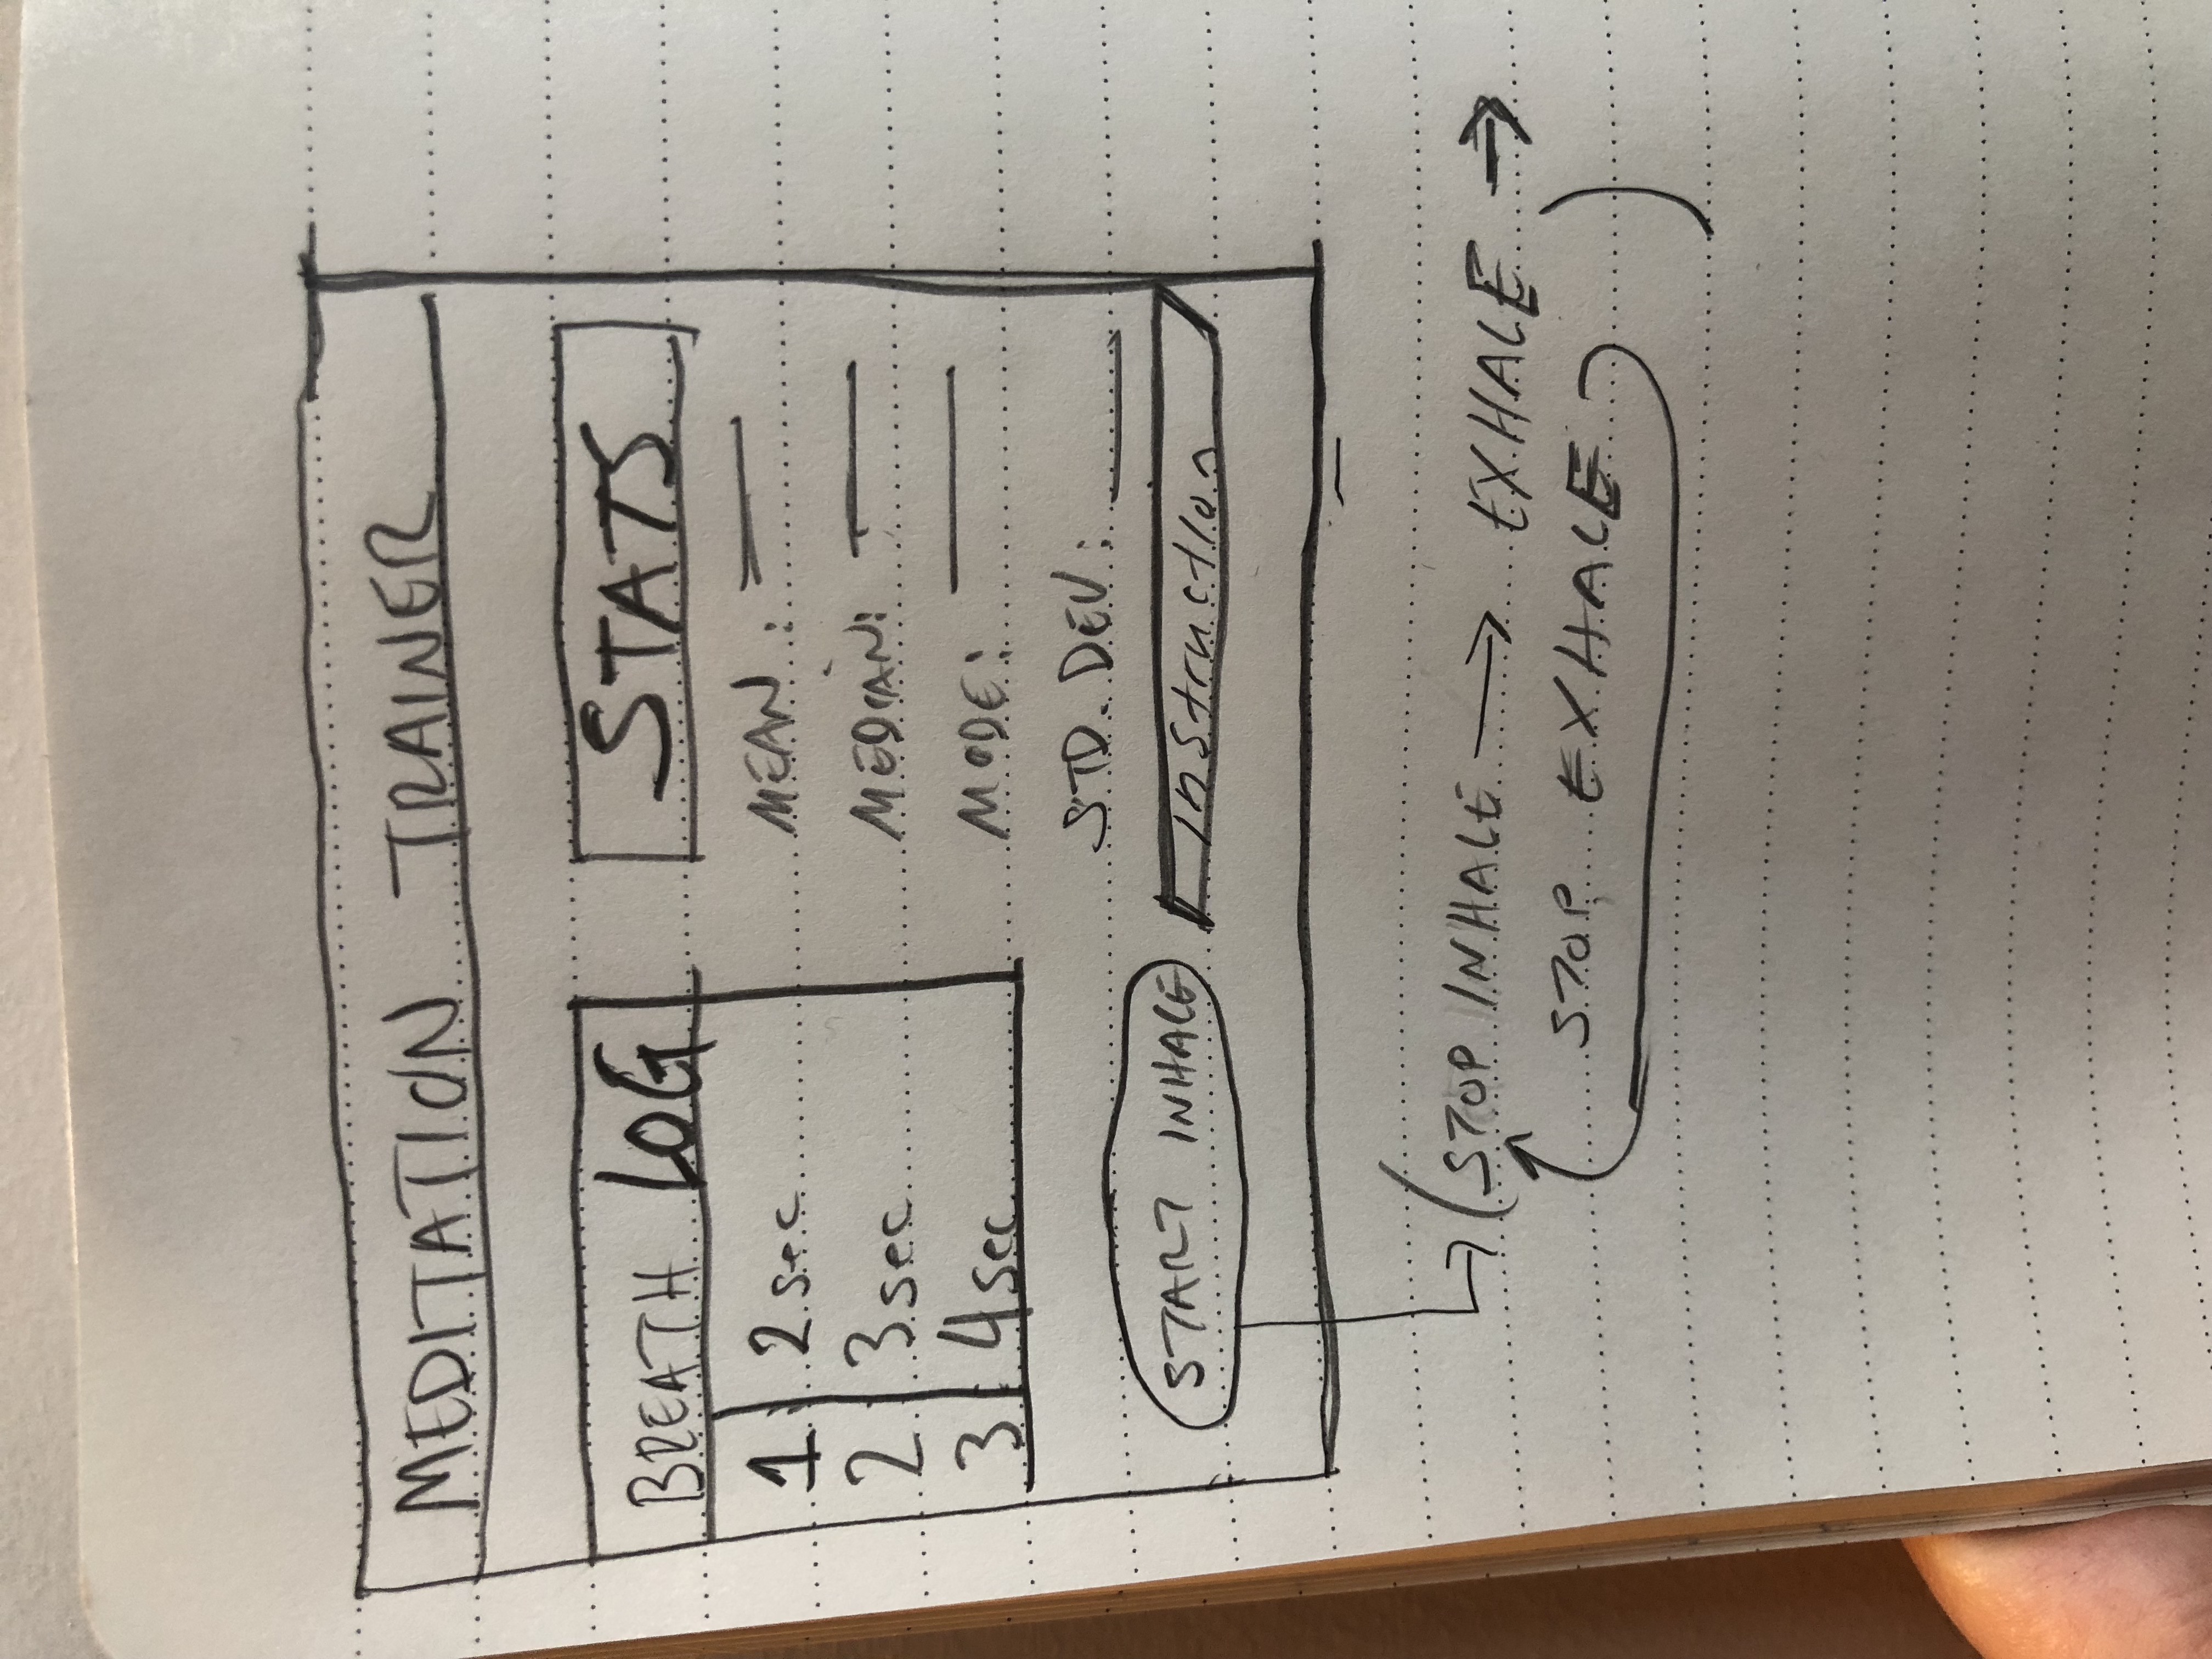 MEDITATION TRAINER
BREATH LOG
1 2 sec
2 3 sec
3 4 sec
STATS
MEAN :
MEDIAN:
MODE:
STD. DEV :
START INHALE
Instruction
(STOP INHALE → EXHALE →
STOP EXHALE )